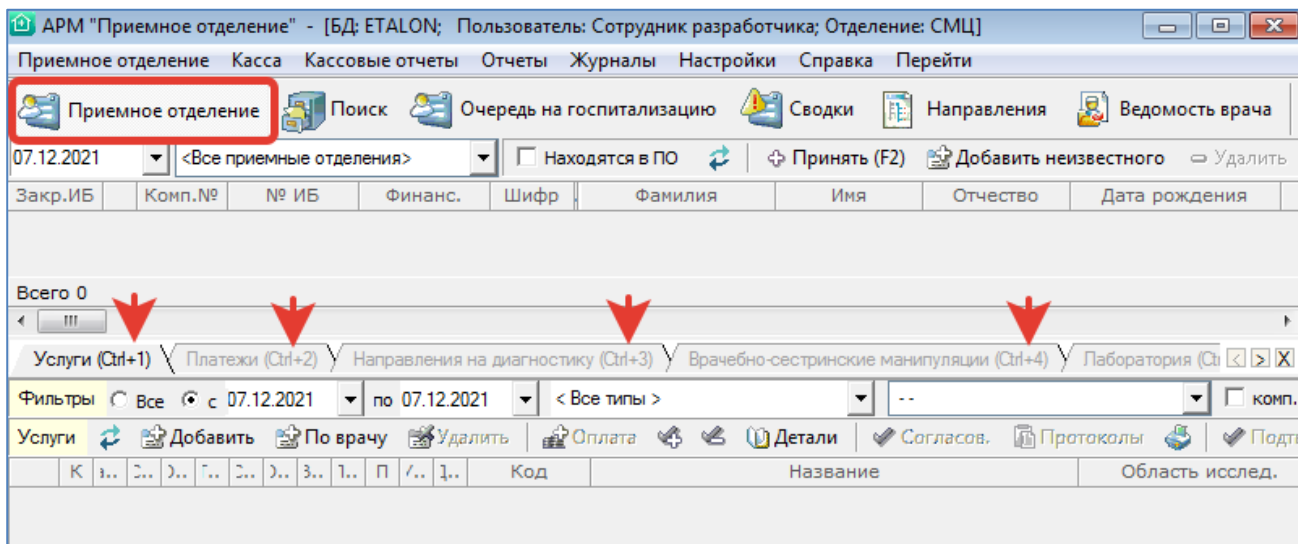 АРМ "Приемное отделение" - [БД: ETALON; Пользователь: Сотрудник разработчика; Отделение: СМЦ]
Приемное отделение Касса Кассовые отчеты Отчеты Журналы Настройки Справка Перейти
Приемное отделение Поиск Очередь на госпитализацию Сводки Направления Ведомость врача
07.12.2021 <Все приемные отделения> Находятся в ПО Принять (F2) Добавить неизвестного Удалить
Закр.ИБ Комп.№ № ИБ Финанс. Шифр Фамилия Имя Отчество Дата рождения
Всего 0
Услуги (Ctrl+1) Платежи (Ctrl+2) Направления на диагностику (Ctrl+3) Врачебно-сестринские манипуляции (Ctrl+4) Лаборатория
Фильтры Все с 07.12.2021 по 07.12.2021 < Все типы > -- комп.
Услуги Добавить По врачу Удалить Оплата Детали Согласов. Протоколы
К П Код Название Область исслед.